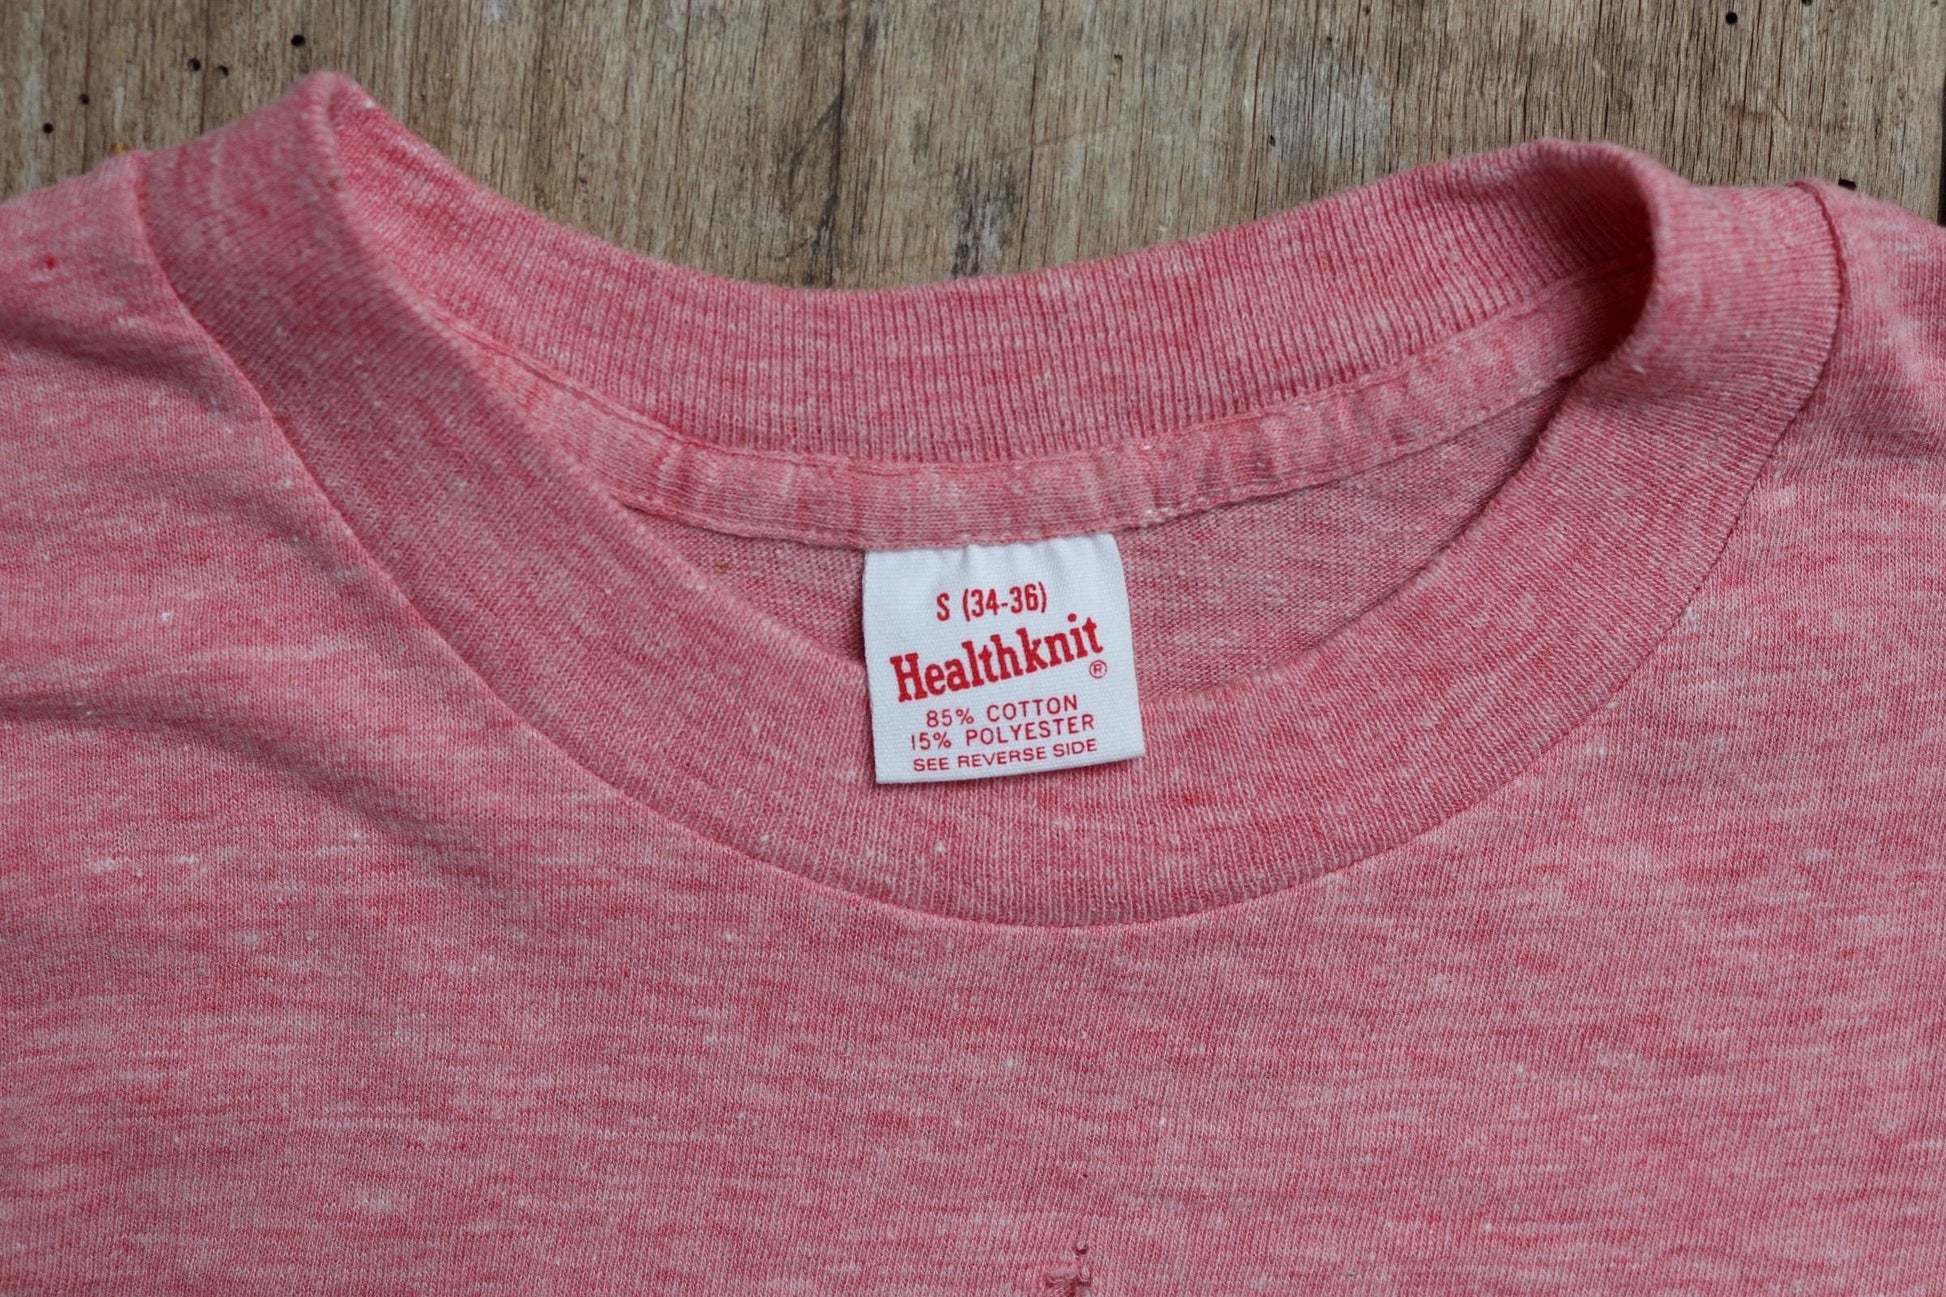 S (34-36)
Healthknit
®
85% COTTON
15% POLYESTER
SEE REVERSE SIDE